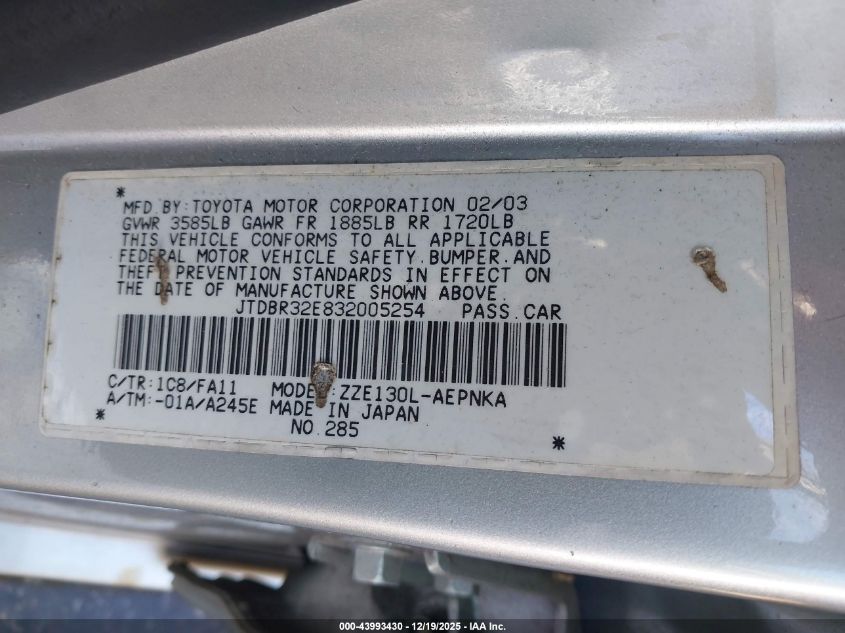 *
MFD.BY:TOYOTA MOTOR CORPORATION 02/03
GVWR 3585LB GAWR FR 1885LB RR 1720LB
THIS VEHICLE CONFORMS TO ALL APPLICABLE
FEDERAL MOTOR VEHICLE SAFETY.BUMPER.AND
THEFT PREVENTION STANDARDS IN EFFECT ON
THE DATE OF MANUFACTURE SHOWN ABOVE.
JTDBR32E832005254 PASS.CAR
C/TR:1C8/FA11 MODEL:ZZE130L-AEPNKA
A/TM:-01A/A245E MADE IN JAPAN
* NO.285 *
000-43993430 - 12/19/2025 - IAA Inc.